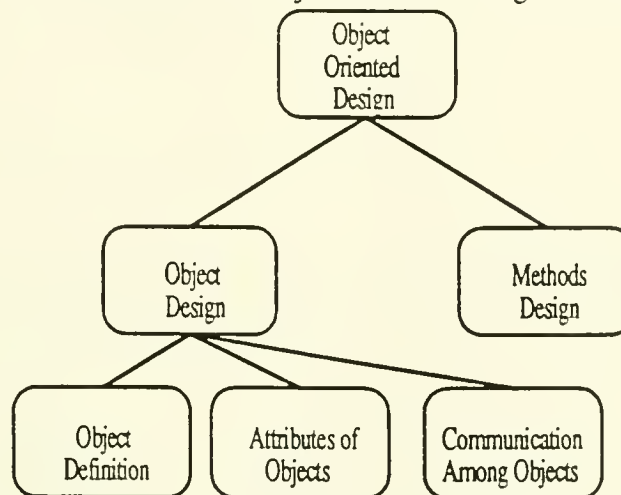 Object
Oriented
Design
Object
Design
Methods
Design
Object
Definition
Attributes of
Objects
Communication
Among Objects